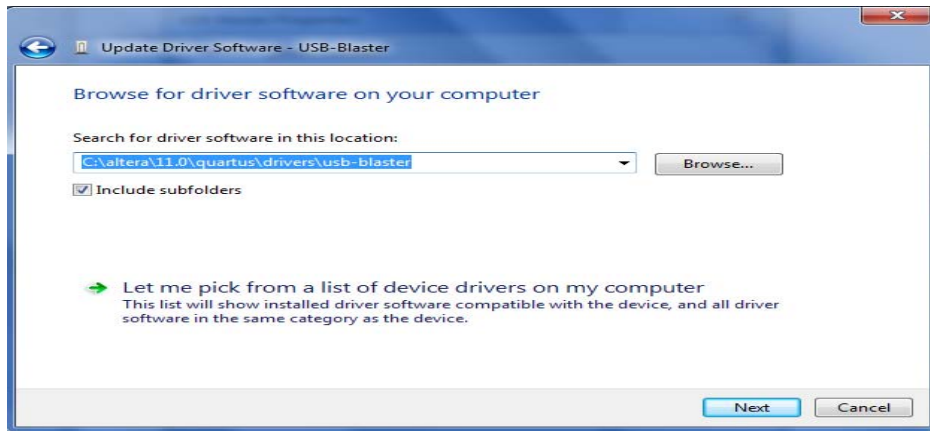 Update Driver Software - USB-Blaster
Browse for driver software on your computer
Search for driver software in this location:
C:\altera\11.0\quartus\drivers\usb-blaster
Browse...
Include subfolders
Let me pick from a list of device drivers on my computer
This list will show installed driver software compatible with the device, and all driver
software in the same category as the device.
Next
Cancel